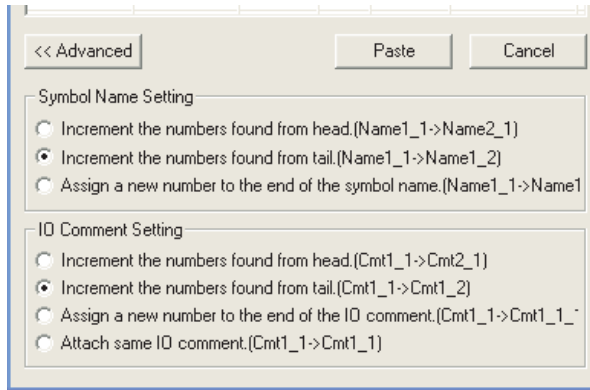 << Advanced
Paste
Cancel
Symbol Name Setting
Increment the numbers found from head.(Name1_1->Name2_1)
Increment the numbers found from tail.(Name1_1->Name1_2)
Assign a new number to the end of the symbol name.(Name1_1->Name1
IO Comment Setting
Increment the numbers found from head.(Cmt1_1->Cmt2_1)
Increment the numbers found from tail.(Cmt1_1->Cmt1_2)
Assign a new number to the end of the IO comment.(Cmt1_1->Cmt1_1_
Attach same IO comment.(Cmt1_1->Cmt1_1)